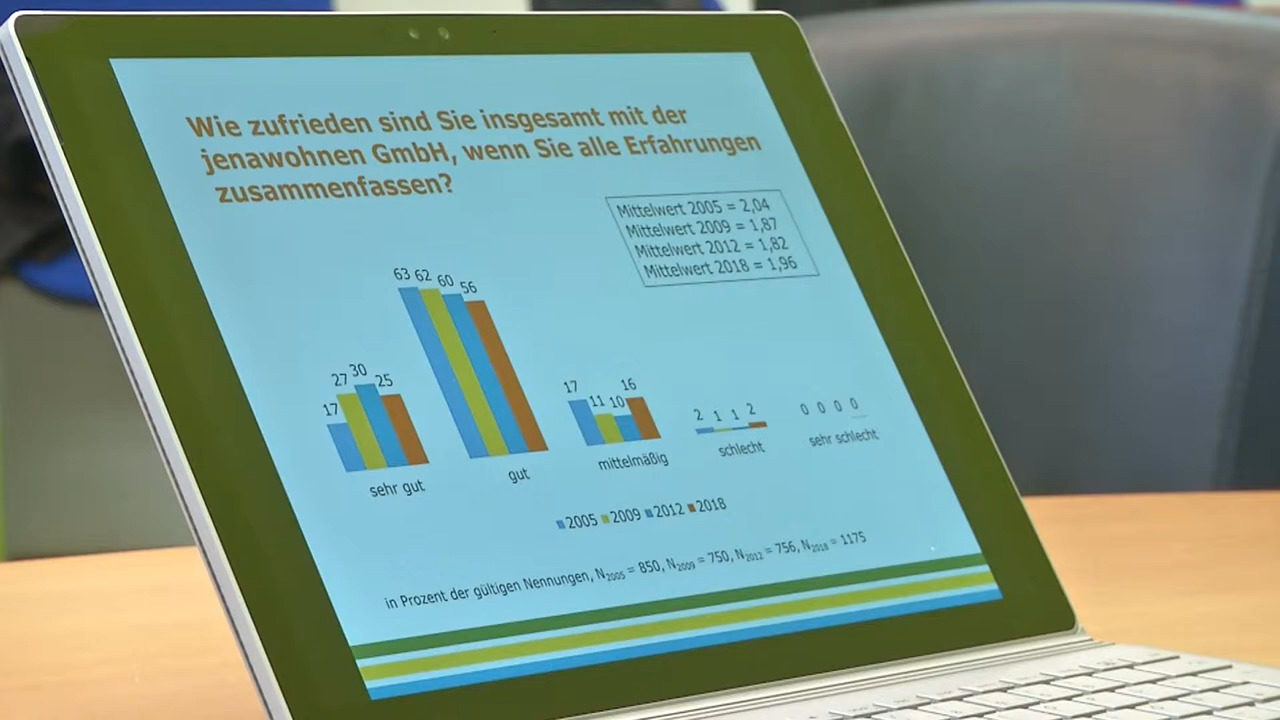 Wie zufrieden sind Sie insgesamt mit der
jenawohnen GmbH, wenn Sie alle Erfahrungen
zusammenfassen?
Mittelwert 2005 = 2,04
Mittelwert 2009 = 1,87
Mittelwert 2012 = 1,82
Mittelwert 2018 = 1,96
17 27 30 25
63 62 60 56
17 11 10 16
2 1 1 2
0 0 0 0
sehr gut gut mittelmäßig schlecht sehr schlecht
2005 2009 2012 2018
in Prozent der gültigen Nennungen, N2005 = 850, N2009 = 750, N2012 = 756, N2018 = 1175